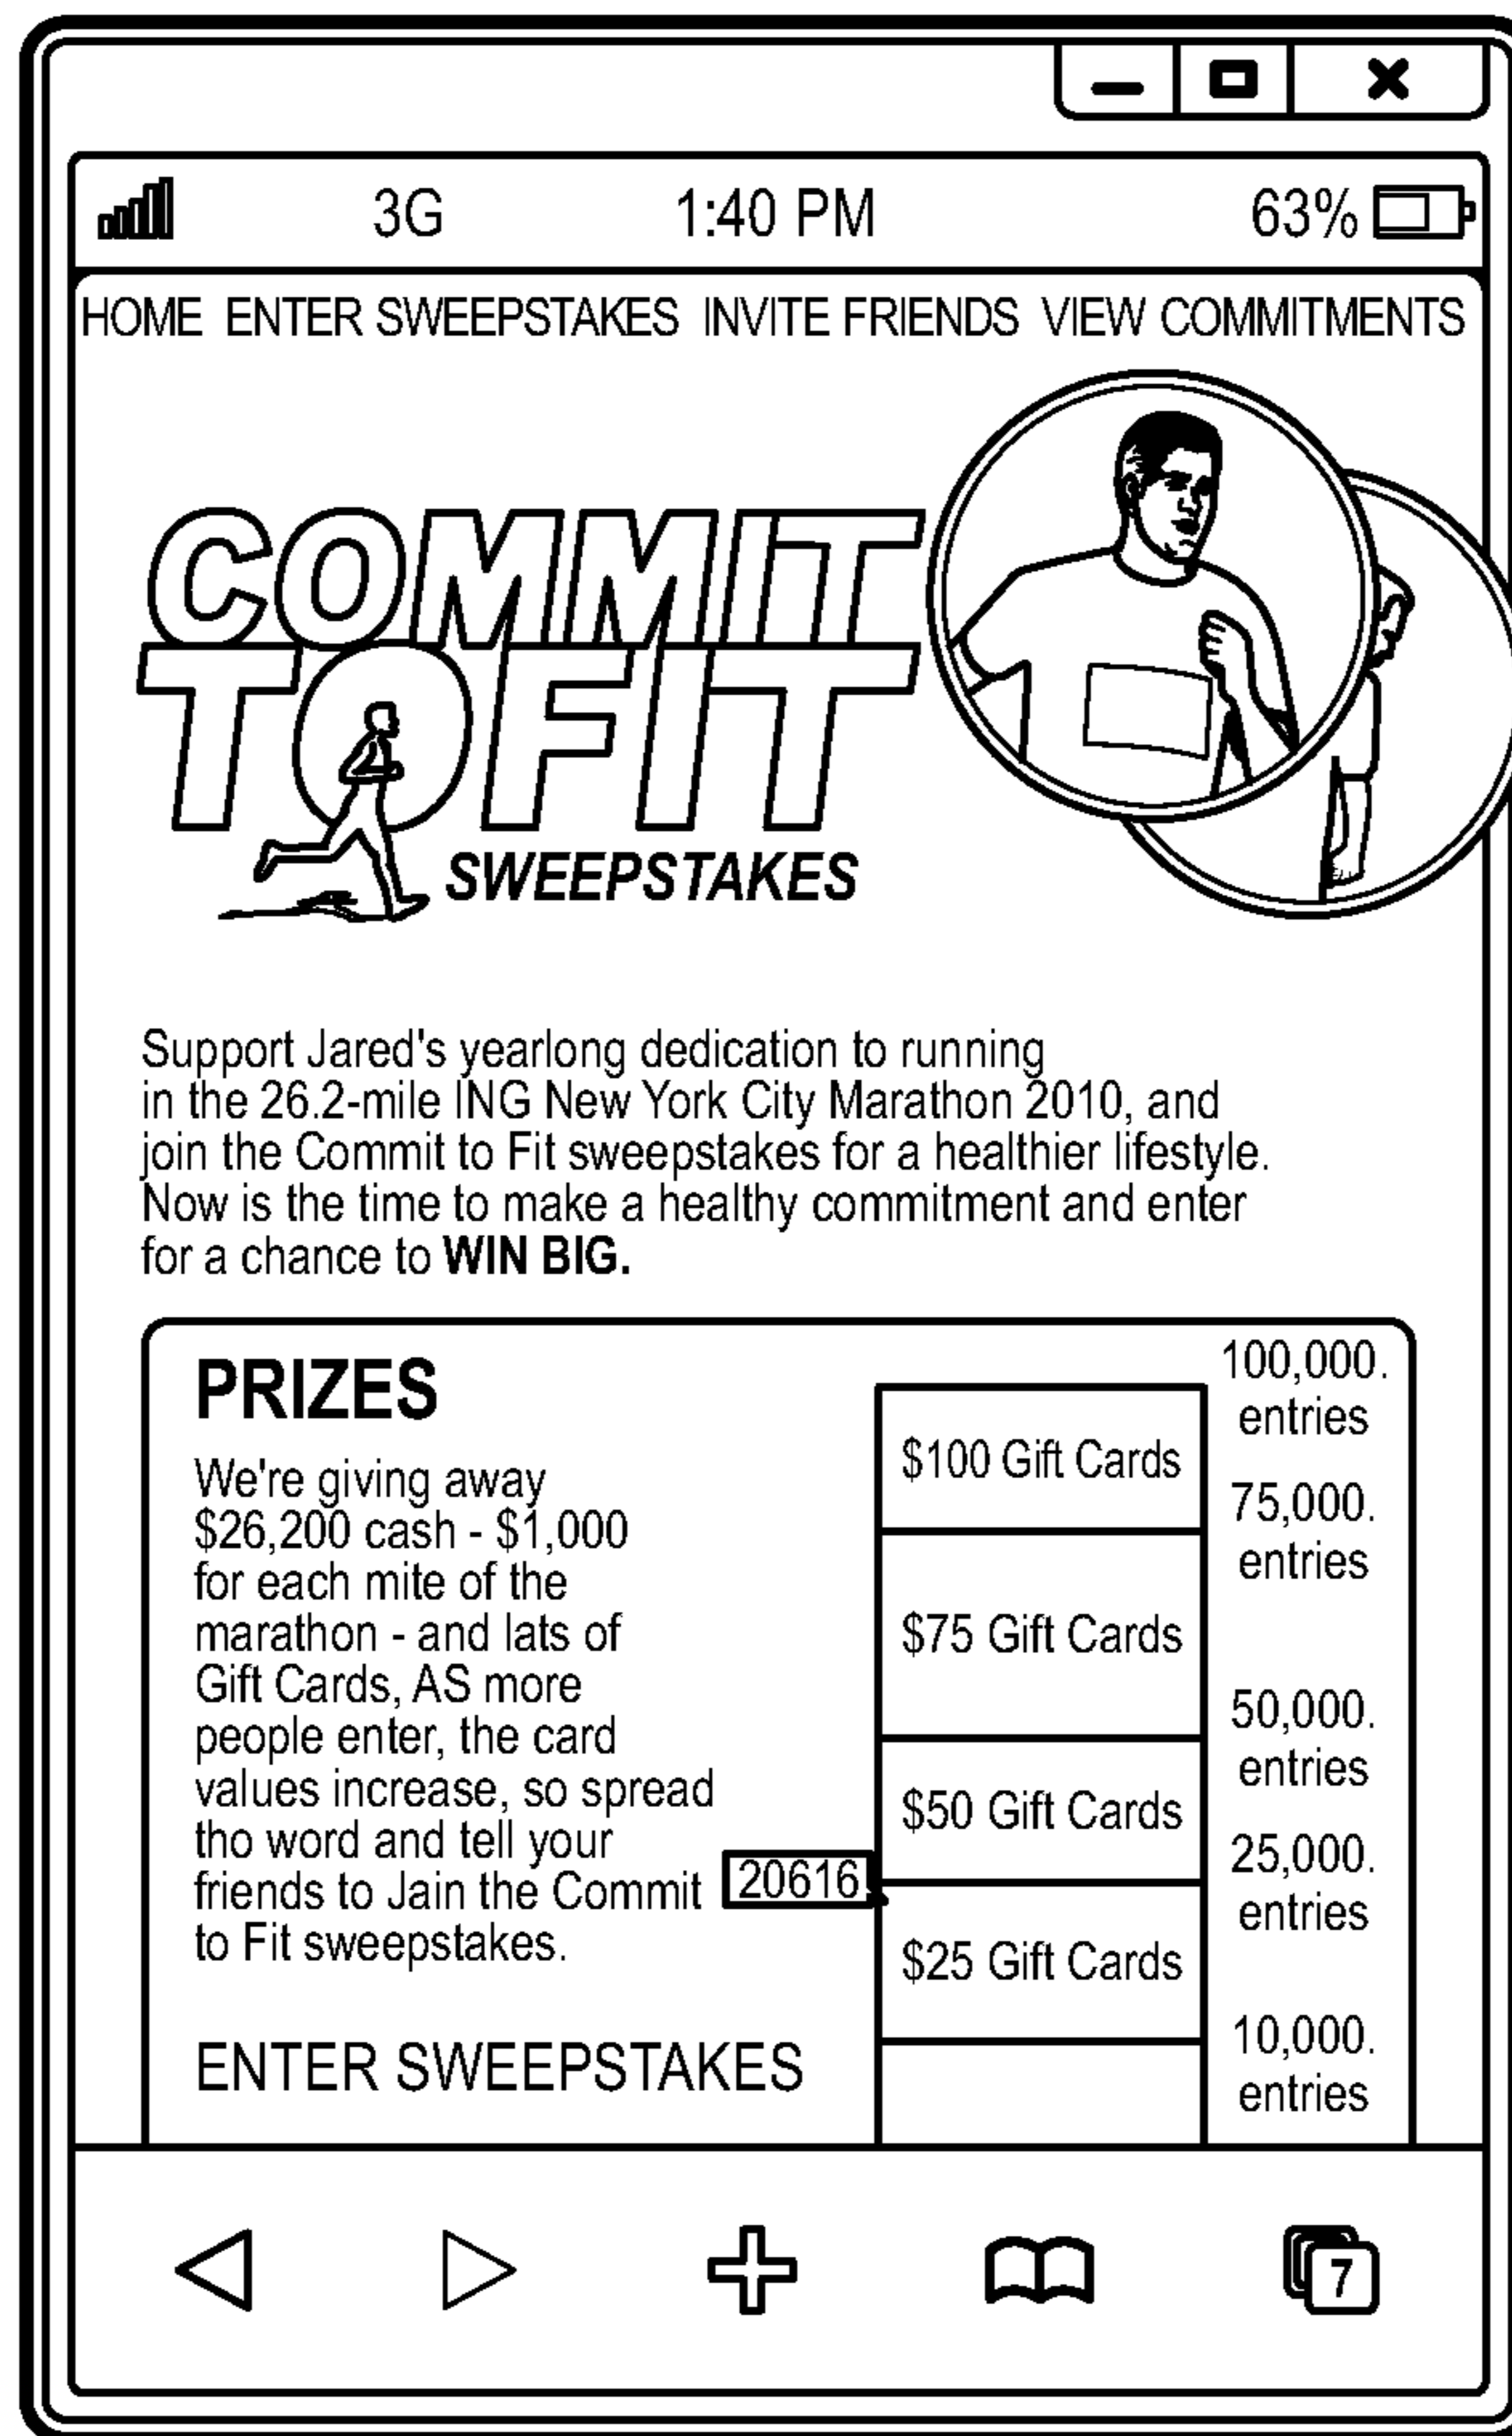 3G 1:40 PM 63%
HOME ENTER SWEEPSTAKES INVITE FRIENDS VIEW COMMITMENTS
COMMIT
TO FIT
SWEEPSTAKES
Support Jared's yearlong dedication to running
in the 26.2-mile ING New York City Marathon 2010, and
join the Commit to Fit sweepstakes for a healthier lifestyle.
Now is the time to make a healthy commitment and enter
for a chance to WIN BIG.
PRIZES
We're giving away
$26,200 cash - $1,000
for each mite of the
marathon - and lats of
Gift Cards, AS more
people enter, the card
values increase, so spread
tho word and tell your
friends to Jain the Commit
to Fit sweepstakes.
ENTER SWEEPSTAKES
20616
$100 Gift Cards
$75 Gift Cards
$50 Gift Cards
$25 Gift Cards
100,000.
entries
75,000.
entries
50,000.
entries
25,000.
entries
10,000.
entries
7